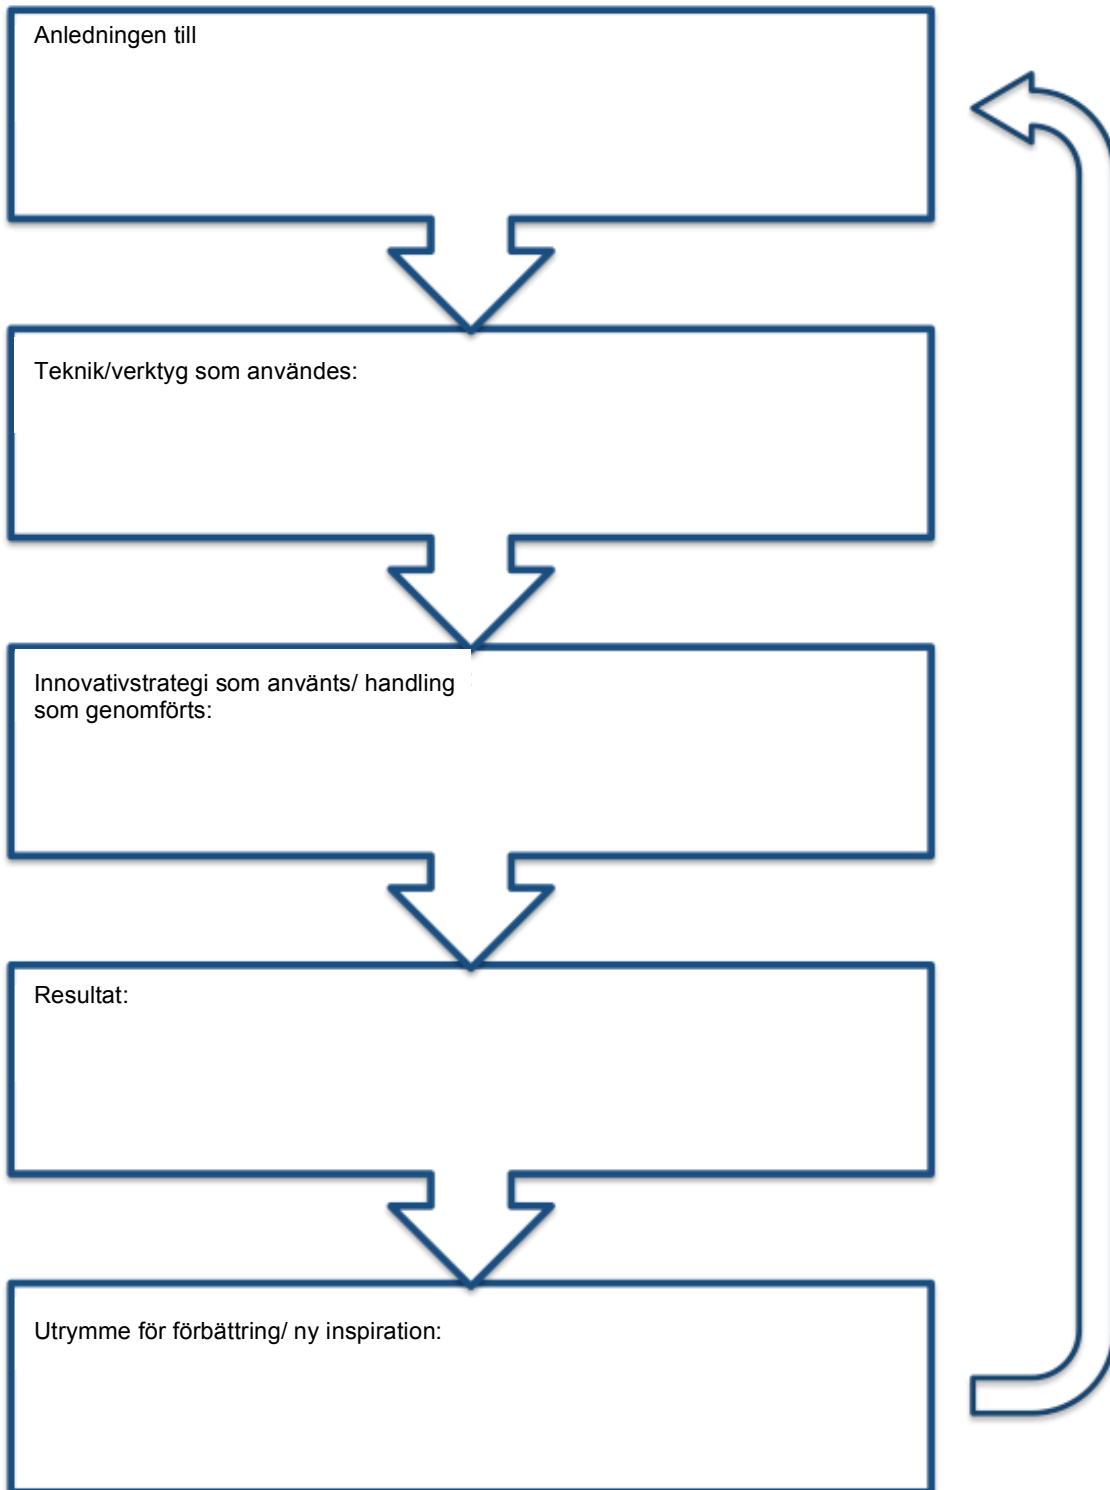 Anledningen till
Teknik/verktyg som användes:
Innovativstrategi som använts/ handling
som genomförts:
Resultat:
Utrymme för förbättring/ ny inspiration: